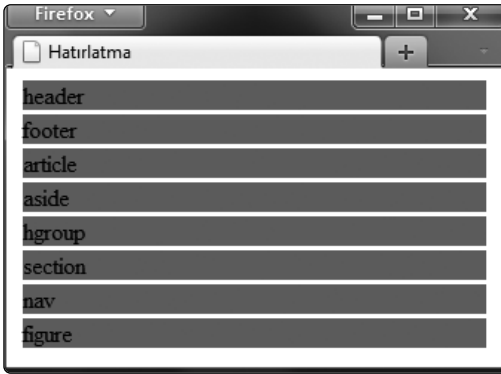 Firefox
Hatırlatma
header
footer
article
aside
hgroup
section
nav
figure